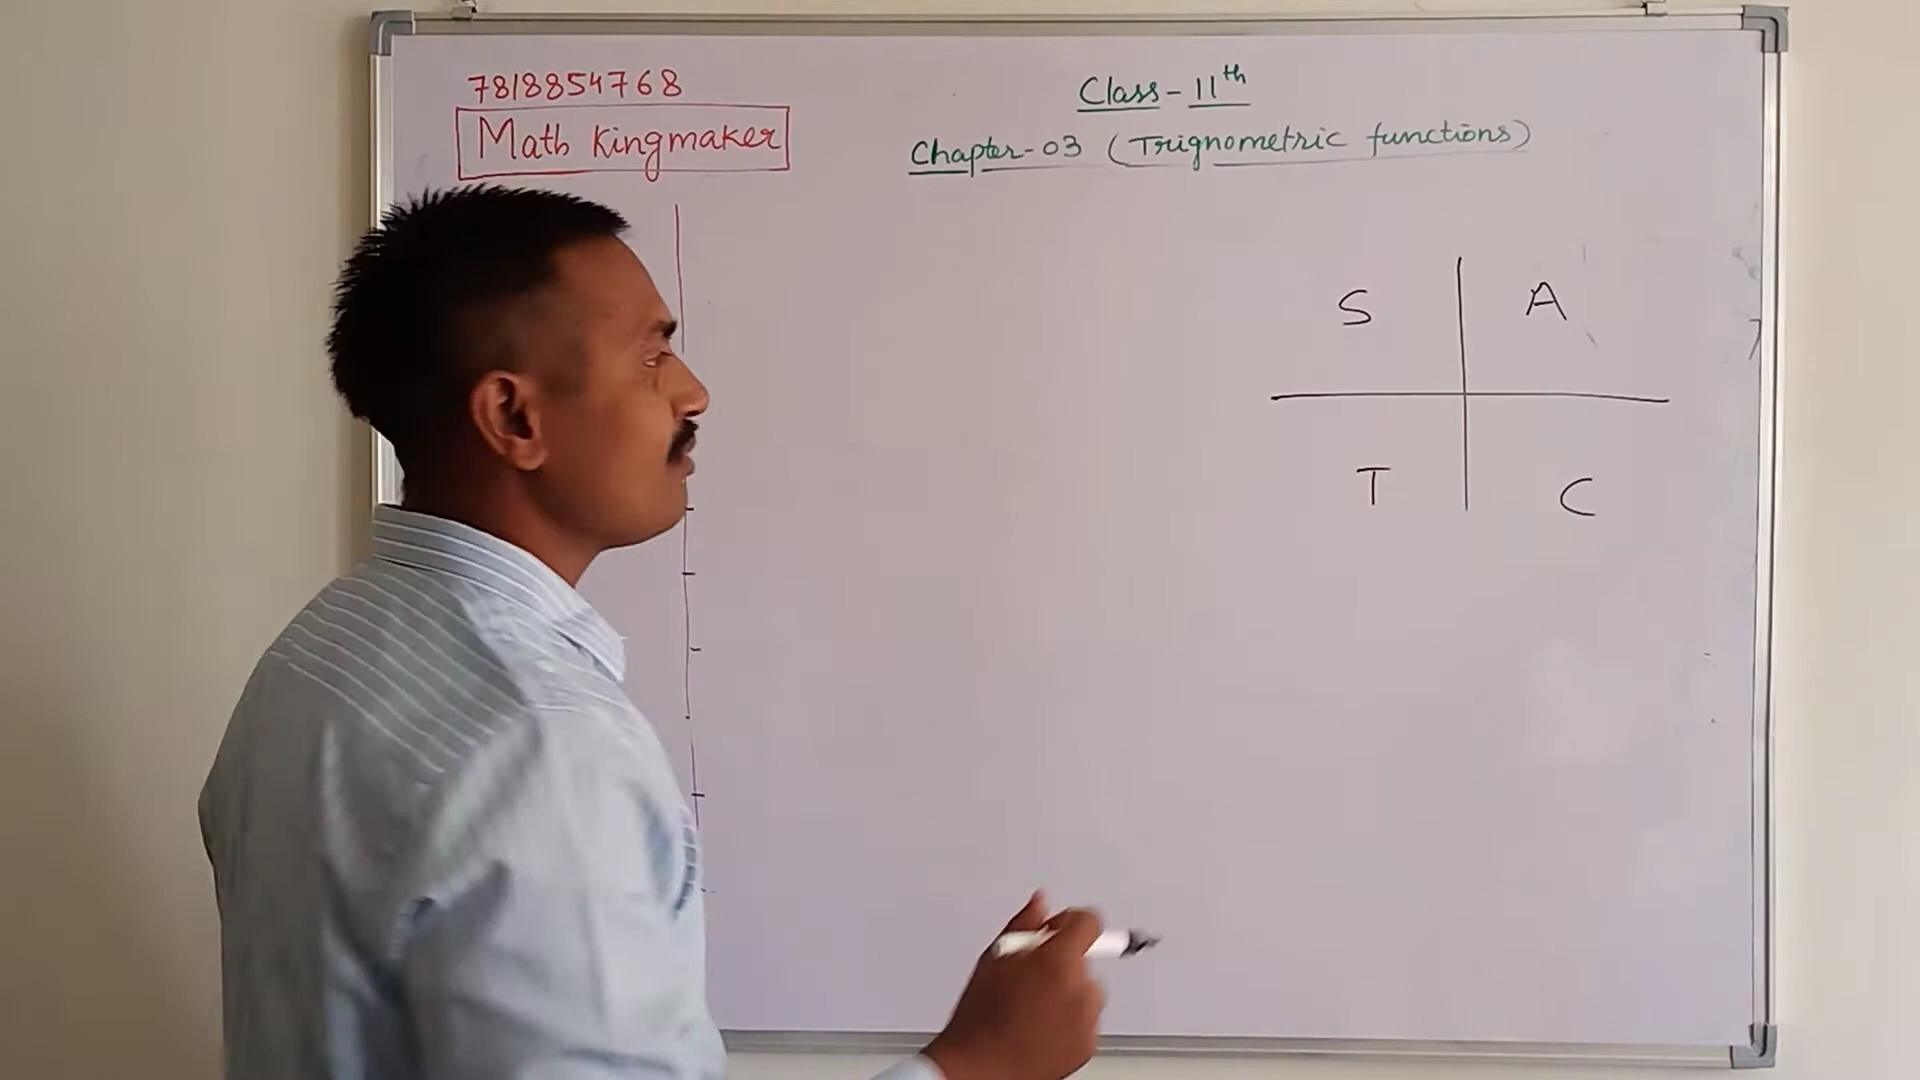 7818854768
Math Kingmaker
Class-11th
Chapter-03 (Trignometric functions)
S A
T C